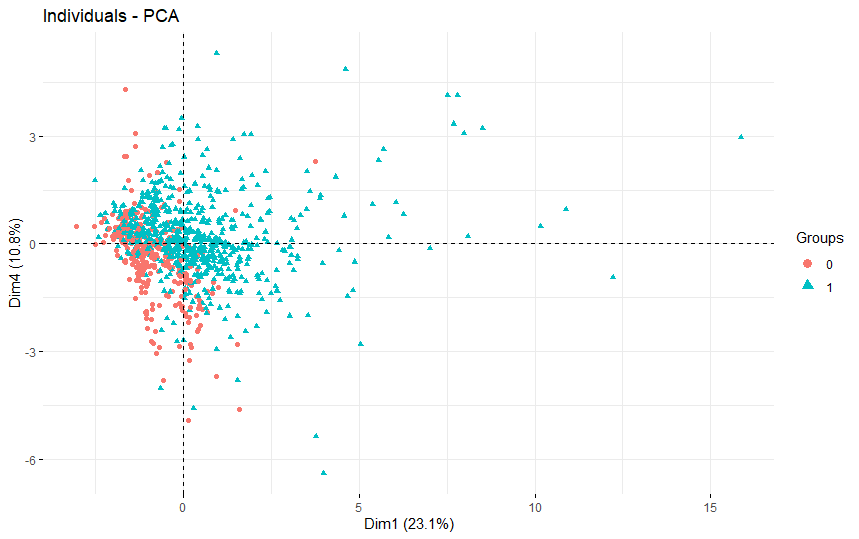 Individuals - PCA
3
0
-3
-6
Dim4 (10.8%)
0
5
10
15
Dim1 (23.1%)
Groups
0
1